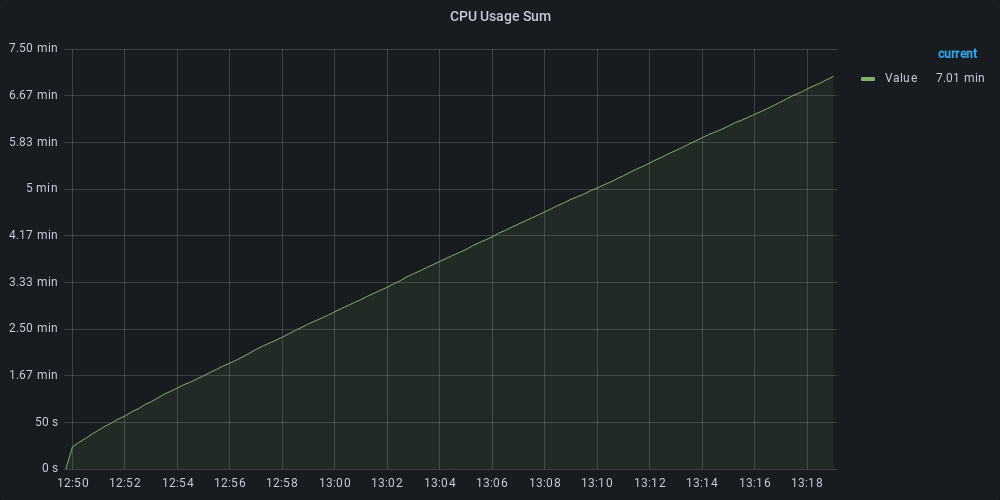 CPU Usage Sum
7.50 min
6.67 min
5.83 min
5 min
4.17 min
3.33 min
2.50 min
1.67 min
50 s
0 s
12:50 12:52 12:54 12:56 12:58 13:00 13:02 13:04 13:06 13:08 13:10 13:12 13:14 13:16 13:18
current
Value 7.01 min